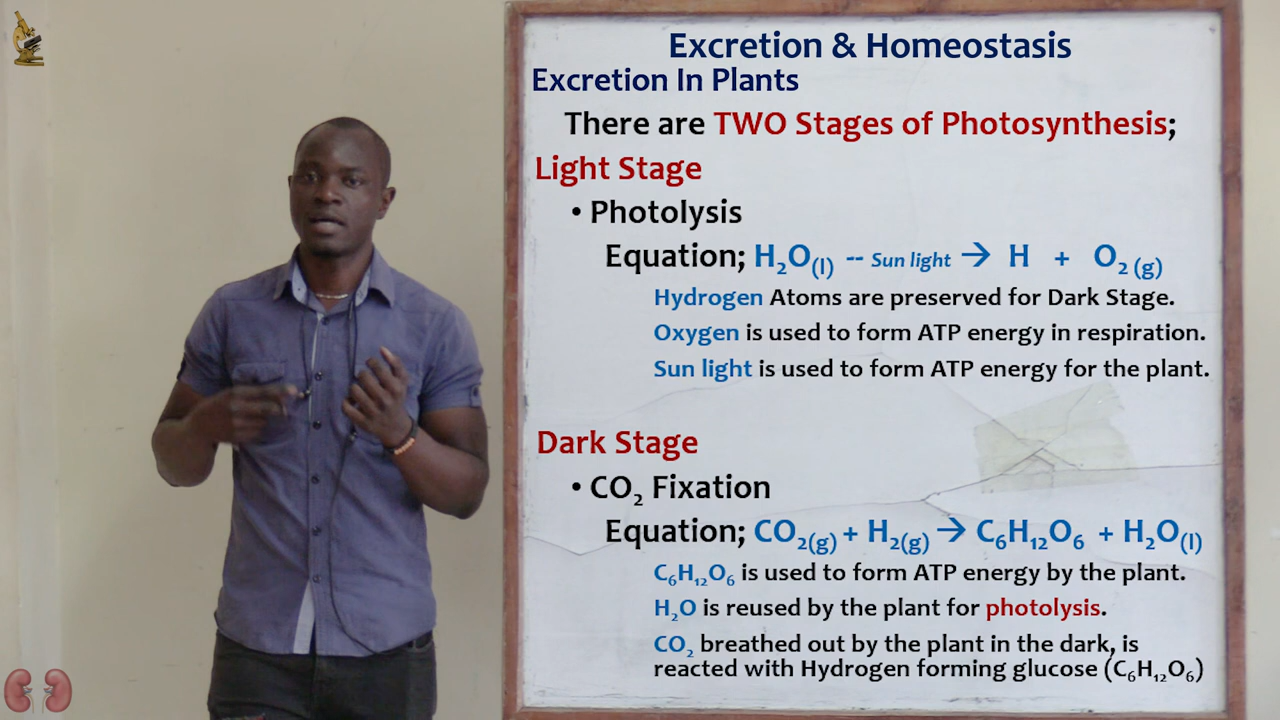 Excretion & Homeostasis
Excretion In Plants
There are TWO Stages of Photosynthesis;
Light Stage
• Photolysis
Equation; H₂O(l) -- Sun light → H + O₂ (g)
Hydrogen Atoms are preserved for Dark Stage.
Oxygen is used to form ATP energy in respiration.
Sun light is used to form ATP energy for the plant.
Dark Stage
• CO₂ Fixation
Equation; CO₂(g) + H₂(g) → C₆H₁₂O₆ + H₂O(l)
C₆H₁₂O₆ is used to form ATP energy by the plant.
H₂O is reused by the plant for photolysis.
CO₂ breathed out by the plant in the dark, is
reacted with Hydrogen forming glucose (C₆H₁₂O₆)